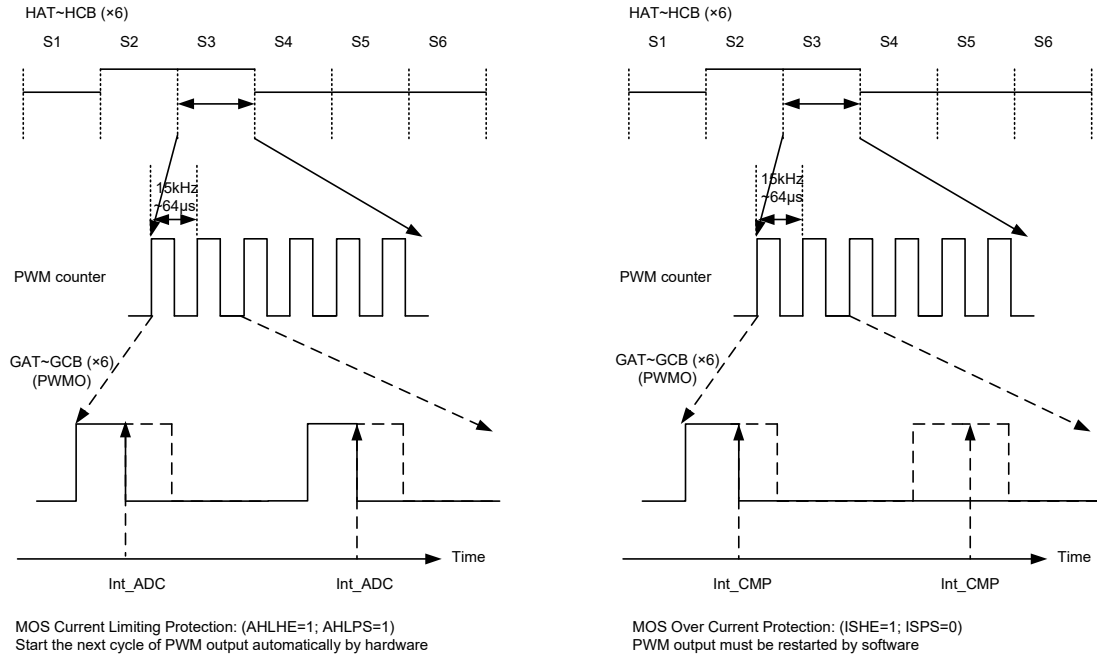 HAT~HCB (×6)
S1 S2 S3 S4 S5 S6
15kHz
~64µs
PWM counter
GAT~GCB (×6)
(PWMO)
Time
Int_ADC Int_ADC
MOS Current Limiting Protection: (AHLHE=1; AHLPS=1)
Start the next cycle of PWM output automatically by hardware
HAT~HCB (×6)
S1 S2 S3 S4 S5 S6
15kHz
~64µs
PWM counter
GAT~GCB (×6)
(PWMO)
Time
Int_CMP Int_CMP
MOS Over Current Protection: (ISHE=1; ISPS=0)
PWM output must be restarted by software